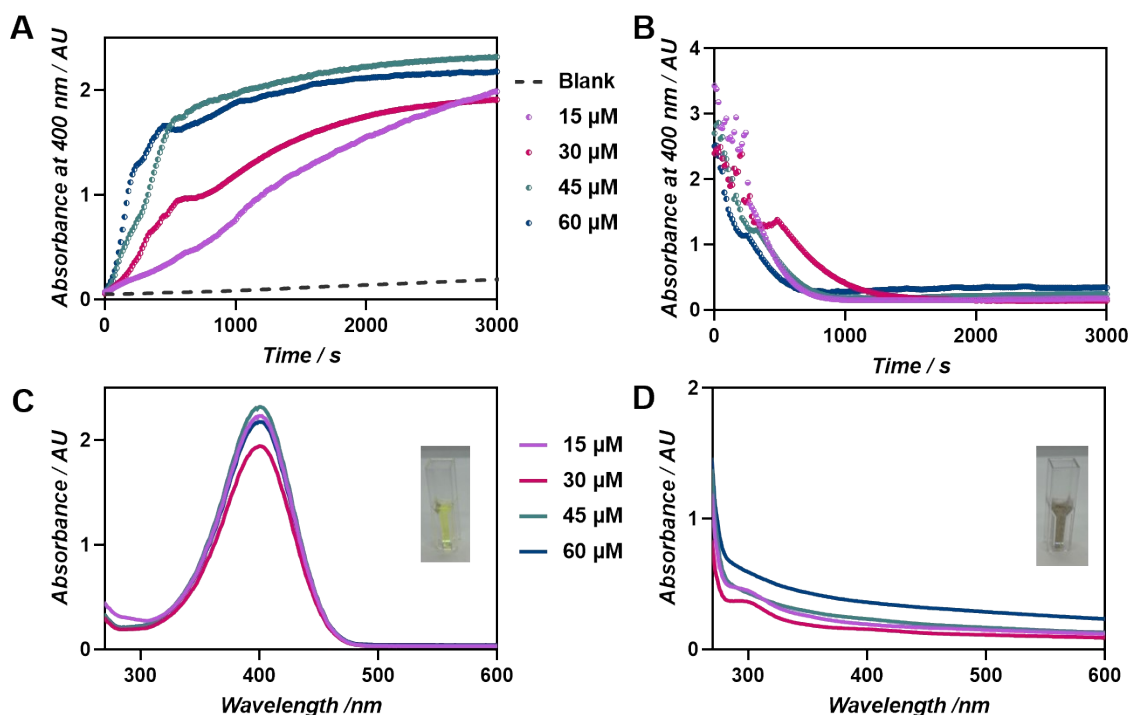 A
Absorbance at 400 nm / AU
2
1
0
0
1000
2000
3000
Time / s
Blank
15 µM
30 µM
45 µM
60 µM
B
Absorbance at 400 nm / AU
4
3
2
1
0
0
1000
2000
3000
Time / s
C
Absorbance / AU
2
1
0
300
400
500
600
Wavelength /nm
15 µM
30 µM
45 µM
60 µM
D
Absorbance / AU
2
1
0
300
400
500
600
Wavelength /nm